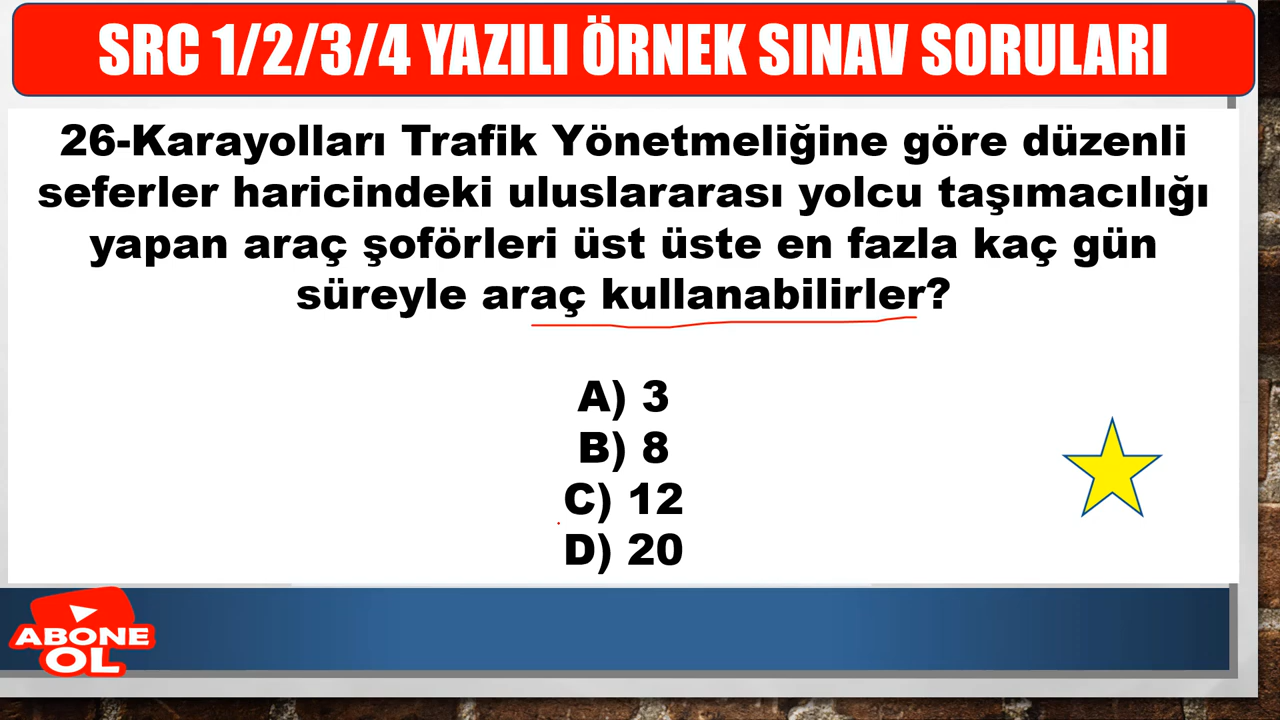 SRC 1/2/3/4 YAZILI ÖRNEK SINAV SORULARI
26-Karayolları Trafik Yönetmeliğine göre düzenli
seferler haricindeki uluslararası yolcu taşımacılığı
yapan araç şoförleri üst üste en fazla kaç gün
süreyle araç kullanabilirler?
A) 3
B) 8
C) 12
D) 20
ABONE
OL